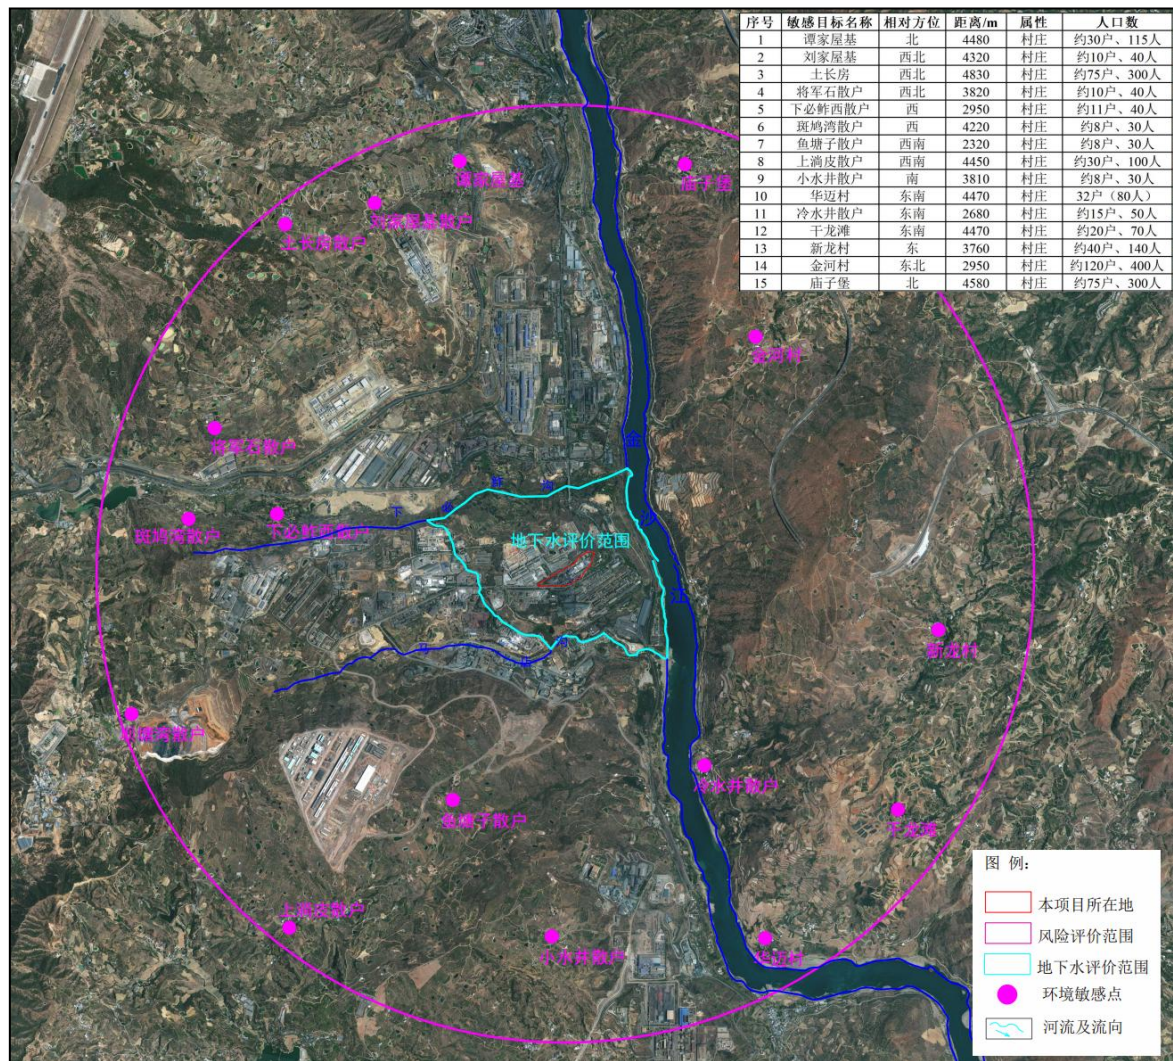 序号 敏感目标名称 相对方位 距离/m 属性 人口数
1 谭家屋基 北 4480 村庄 约30户、115人
2 刘家屋基 西北 4320 村庄 约10户、40人
3 土长房 西北 4830 村庄 约75户、300人
4 将军石散户 西北 3820 村庄 约10户、40人
5 下必鲊西散户 西 2950 村庄 约11户、40人
6 斑鸠湾散户 西 4220 村庄 约8户、30人
7 鱼塘子散户 西南 2320 村庄 约8户、30人
8 上淌皮散户 西南 4450 村庄 约30户、100人
9 小水井散户 南 3810 村庄 约8户、30人
10 华迈村 东南 4470 村庄 32户（80人）
11 冷水井散户 东南 2680 村庄 约15户、50人
12 干龙滩 东南 4470 村庄 约20户、70人
13 新龙村 东 3760 村庄 约40户、140人
14 金河村 东北 2950 村庄 约120户、400人
15 庙子堡 北 4580 村庄 约75户、300人
谭家屋基
庙子堡
刘家屋基散户
土长房散户
金河村
将军石散户
金
沙
江
斑鸠湾散户
下必鲊西散户
下
鲊
地下水评价范围
新龙村
马
店
河
冷水井散户
鱼塘子散户
干龙滩
上淌皮散户
小水井散户
华迈村
图 例：
本项目所在地
风险评价范围
地下水评价范围
环境敏感点
河流及流向